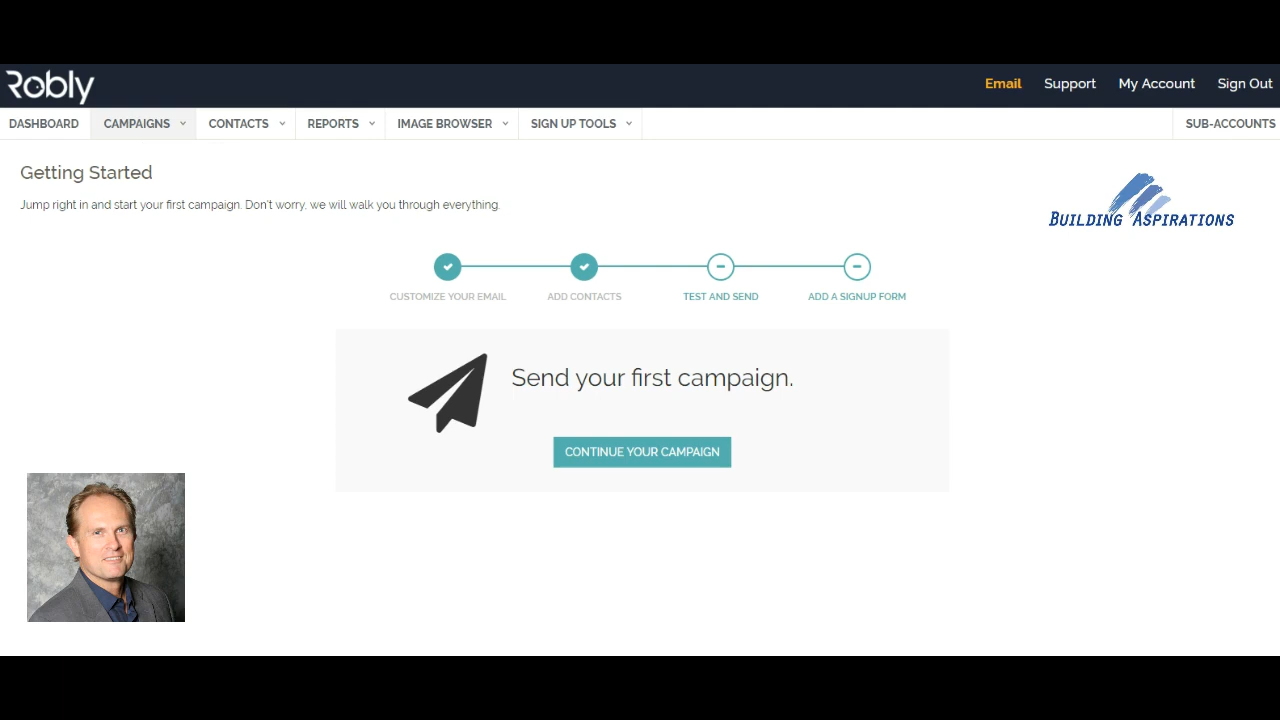 Robly
Email Support My Account Sign Out
DASHBOARD CAMPAIGNS CONTACTS REPORTS IMAGE BROWSER SIGN UP TOOLS SUB-ACCOUNTS
Getting Started
Jump right in and start your first campaign. Don't worry, we will walk you through everything.
BUILDING ASPIRATIONS
CUSTOMIZE YOUR EMAIL ADD CONTACTS TEST AND SEND ADD A SIGNUP FORM
Send your first campaign.
CONTINUE YOUR CAMPAIGN